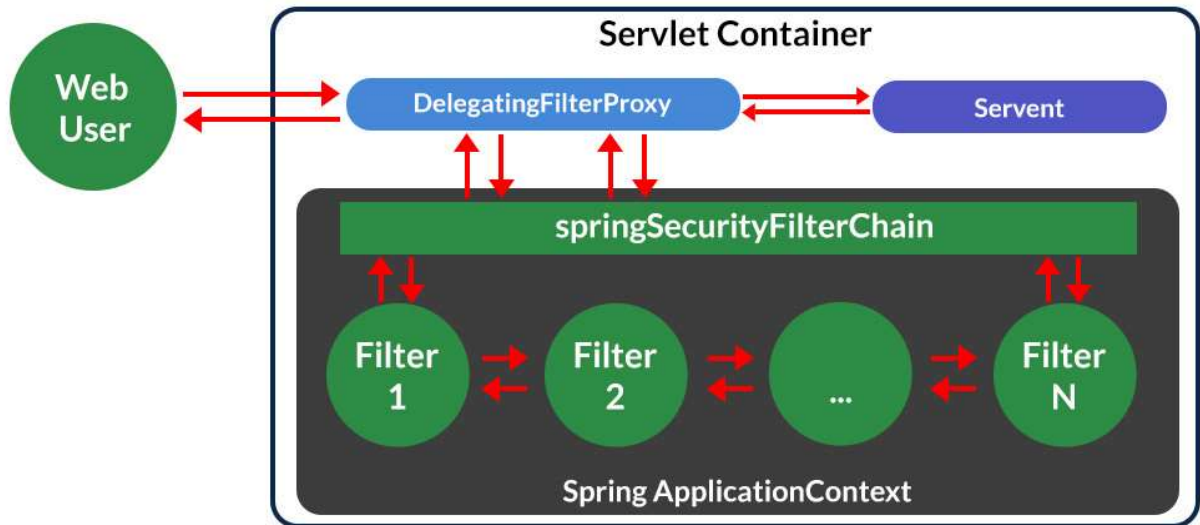 Servlet Container
Web
User
DelegatingFilterProxy
Servent
springSecurityFilterChain
Filter
1
Filter
2
...
Filter
N
Spring ApplicationContext